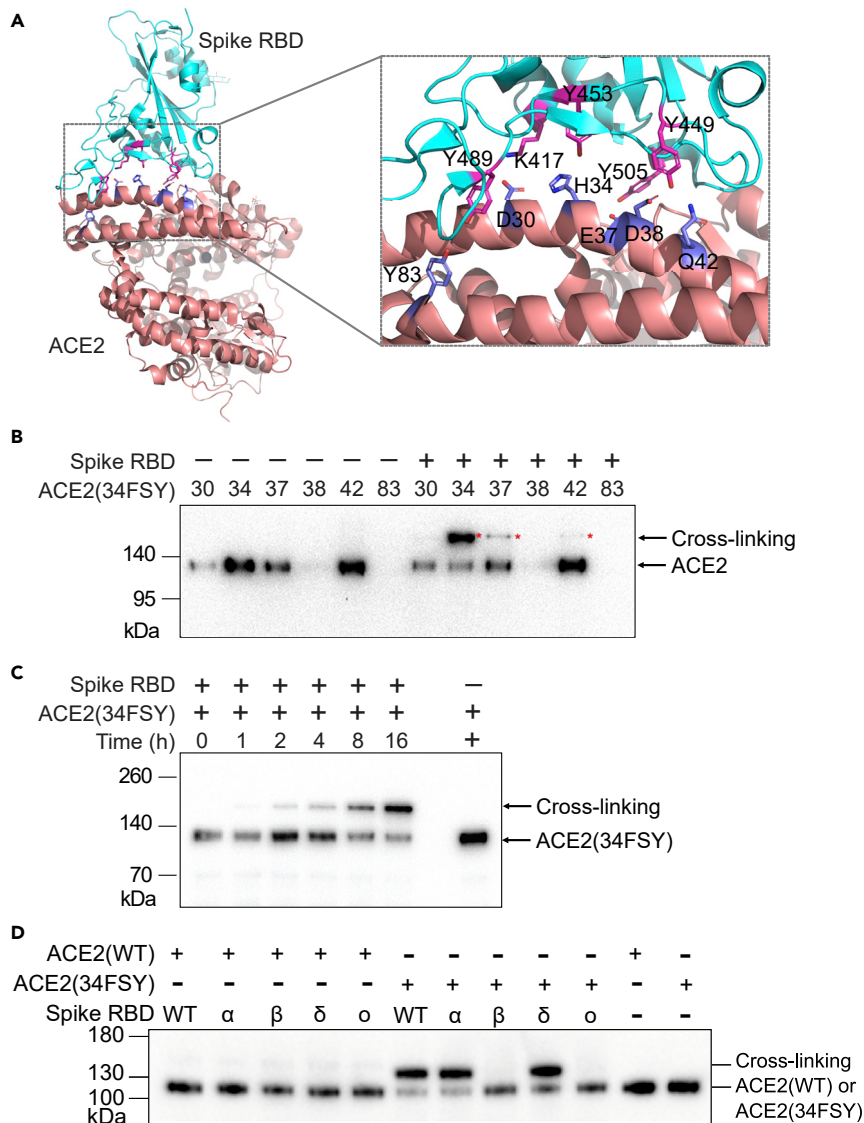 A
Spike RBD
ACE2
Y453
Y449
Y489
K417
Y505
H34
D30
E37
D38
Y83
Q42
B
Spike RBD − − − − − − + + + + + +
ACE2(34FSY) 30 34 37 38 42 83 30 34 37 38 42 83
* * * Cross-linking
140
ACE2
95
kDa
C
Spike RBD + + + + + + −
ACE2(34FSY) + + + + + + +
Time (h) 0 1 2 4 8 16 +
260
Cross-linking
140
ACE2(34FSY)
70
kDa
D
ACE2(WT) + + + + + - - - - - + -
ACE2(34FSY) - - - - - + + + + + - +
Spike RBD WT α β δ ο WT α β δ ο - -
180
Cross-linking
130
ACE2(WT) or
100
ACE2(34FSY)
kDa